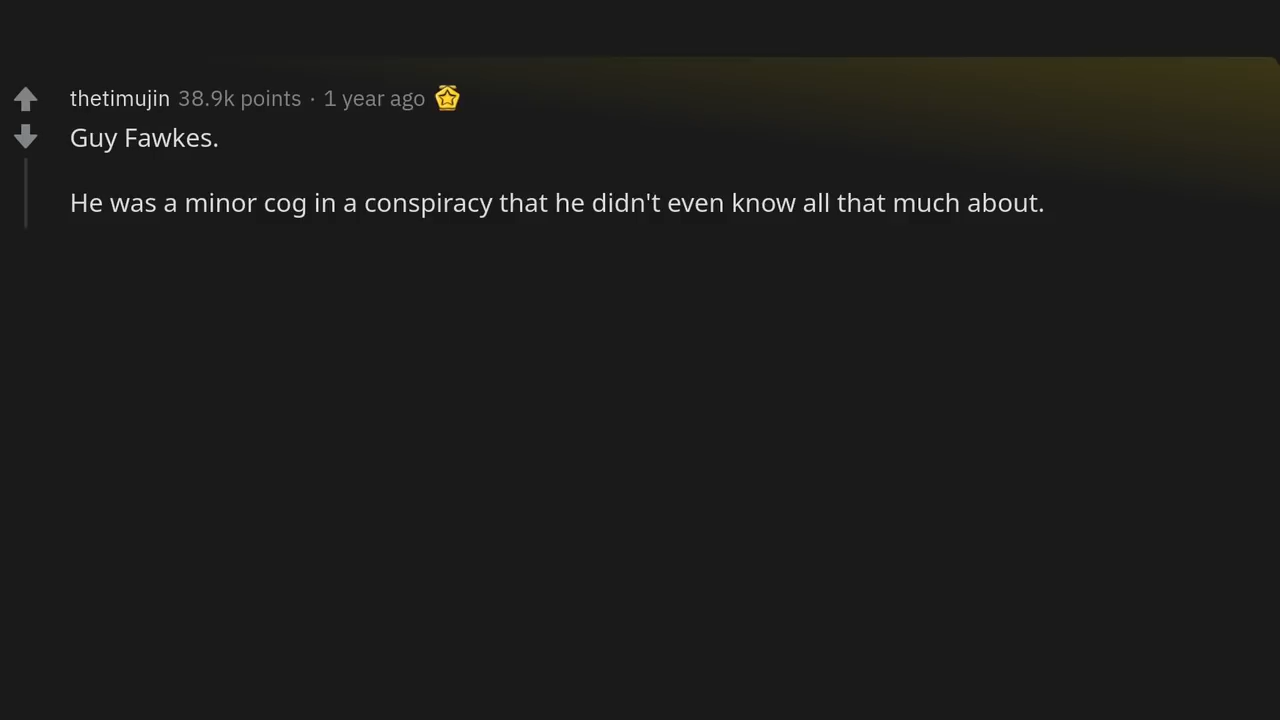 thetimujin 38.9k points · 1 year ago
Guy Fawkes.
He was a minor cog in a conspiracy that he didn't even know all that much about.